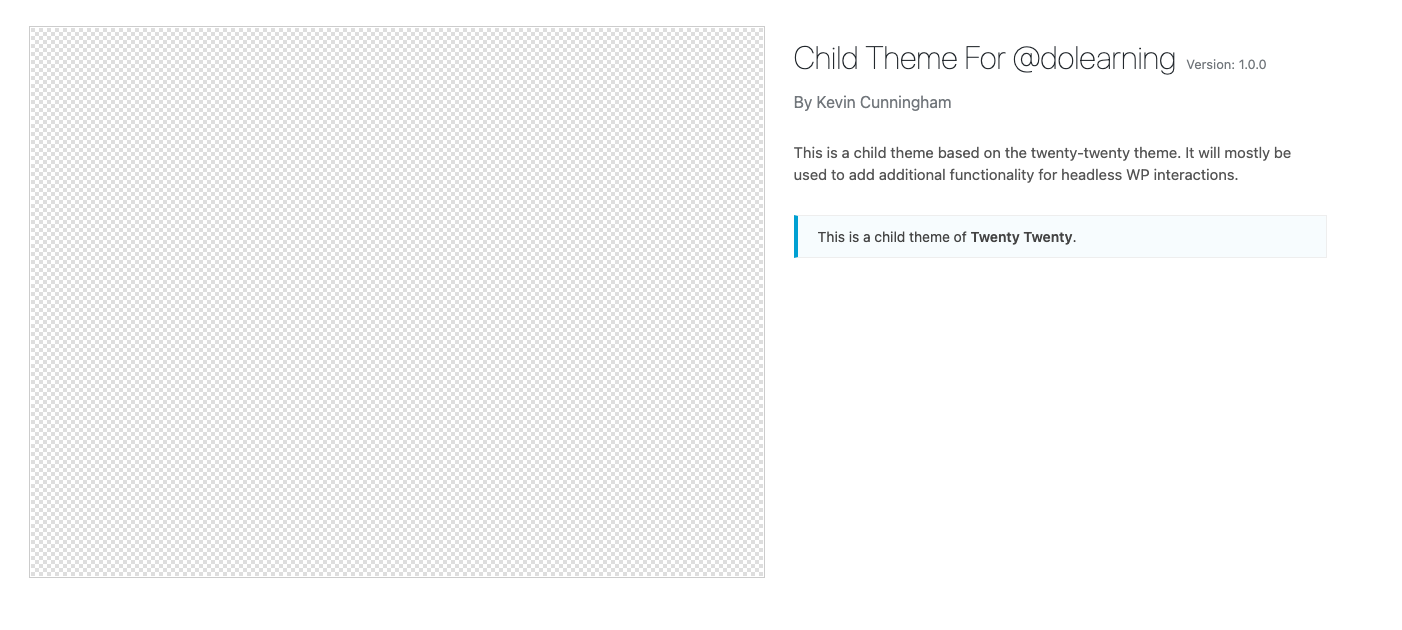 Child Theme For @dolearning Version: 1.0.0
By Kevin Cunningham
This is a child theme based on the twenty-twenty theme. It will mostly be
used to add additional functionality for headless WP interactions.
This is a child theme of Twenty Twenty.